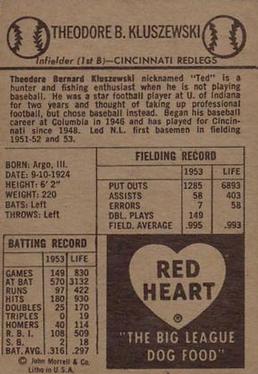 THEODORE B. KLUSZEWSKI
Infielder (1st B)—CINCINNATI REDLEGS
Theodore Bernard Kluszewski nicknamed "Ted" is a
hunter and fishing enthusiast when he is not playing
baseball. He was a star football player at U. of Indiana
for two years and thought of taking up professional
football, but chose baseball instead. Began his baseball
career at Columbia in 1946 and has played for Cincin-
nati since 1948. Led N.L. first basemen in fielding
1951-52 and 53.
BORN: Argo, Ill.
DATE: 9-10-1924
HEIGHT: 6' 2"
WEIGHT: 220
BATS: Left
THROWS: Left
FIELDING RECORD
1953 LIFE
PUT OUTS 1285 6893
ASSISTS 58 403
ERRORS 7 58
DBL. PLAYS 149
FIELD. AVERAGE .995 .993
BATTING RECORD
1953 LIFE
GAMES 149 830
AT BAT 570 3132
RUNS 97 422
HITS 180 930
DOUBLES 25 170
TRIPLES 0 19
HOMERS 40 114
R. B. I. 108 509
S. B. 2 18
BAT. AVG. .316 .297
© John Morrell & Co.
Litho in U.S.A.
RED
HEART
®
"THE BIG LEAGUE
DOG FOOD"